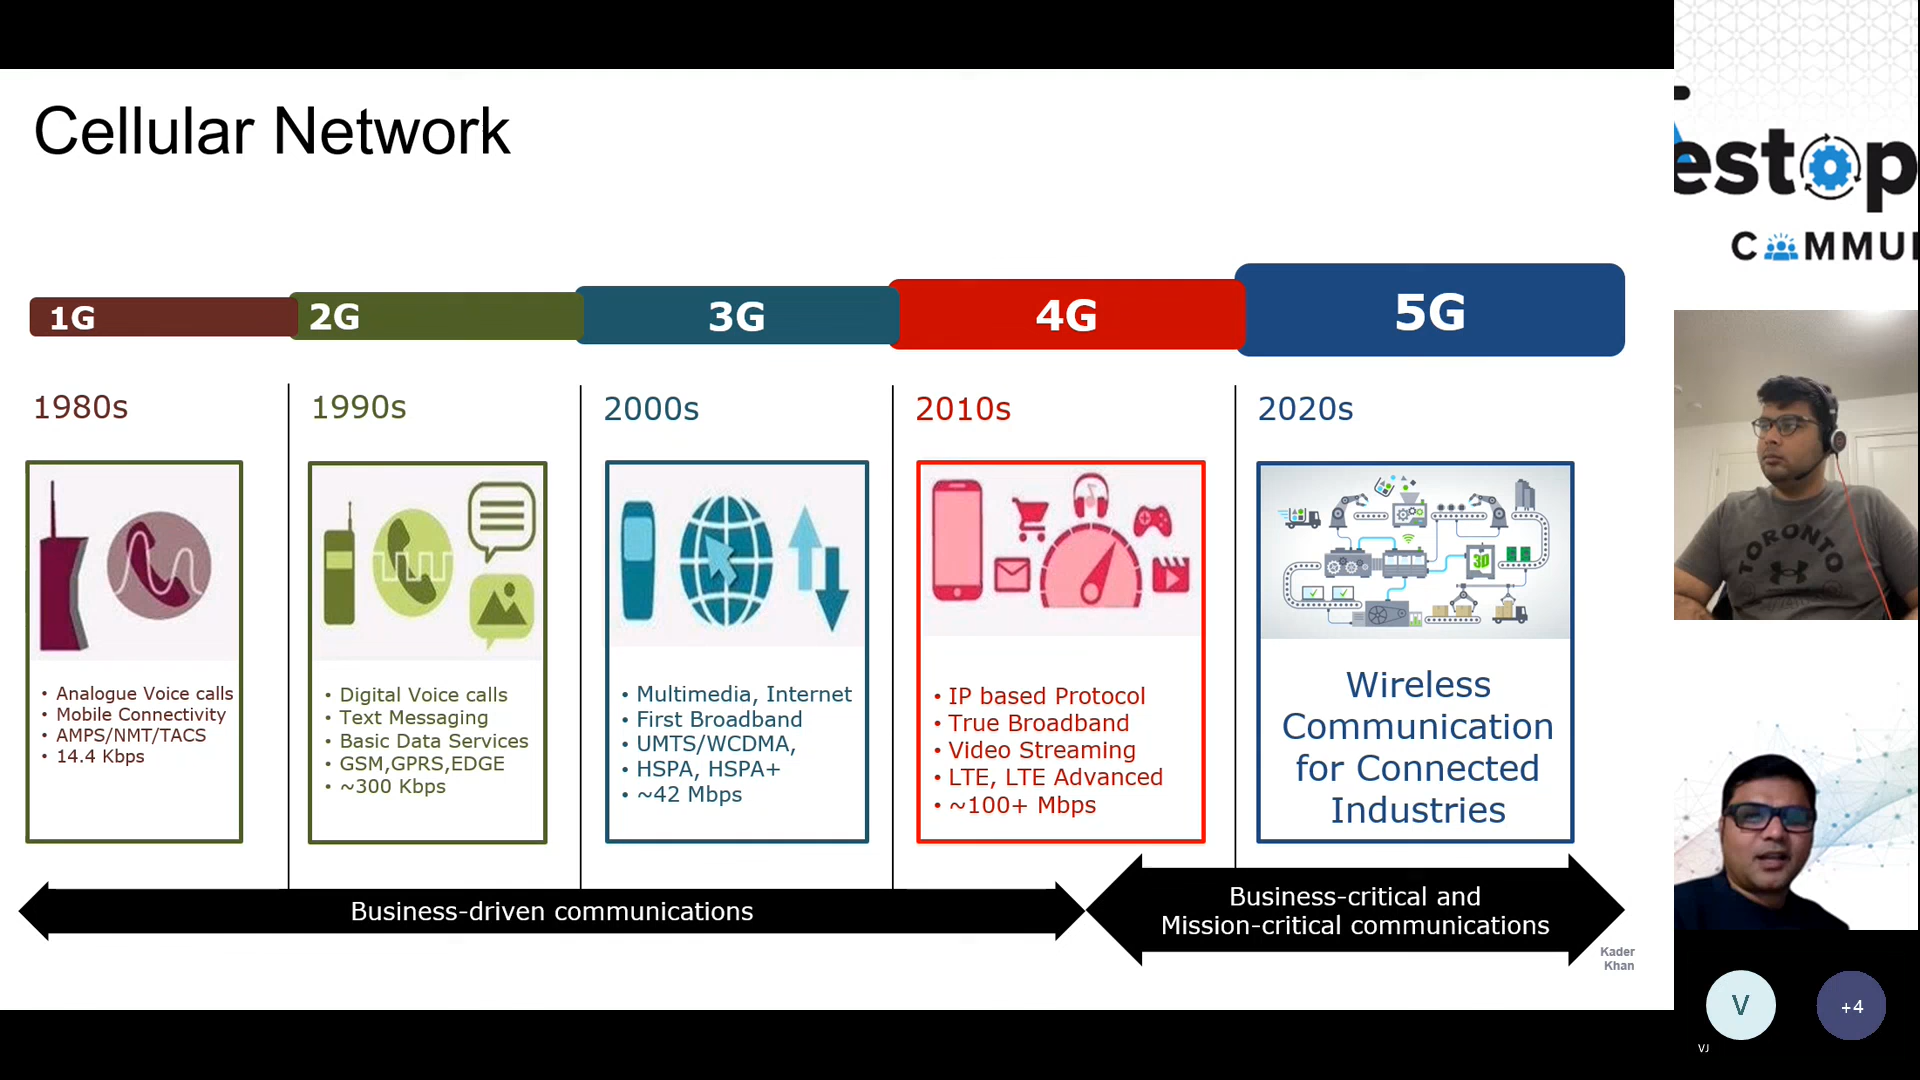 Cellular Network
1G
2G
3G
4G
5G
1980s
1990s
2000s
2010s
2020s
• Analogue Voice calls
• Mobile Connectivity
• AMPS/NMT/TACS
• 14.4 Kbps
• Digital Voice calls
• Text Messaging
• Basic Data Services
• GSM,GPRS,EDGE
• ~300 Kbps
• Multimedia, Internet
• First Broadband
• UMTS/WCDMA,
• HSPA, HSPA+
• ~42 Mbps
• IP based Protocol
• True Broadband
• Video Streaming
• LTE, LTE Advanced
• ~100+ Mbps
3D
Wireless
Communication
for Connected
Industries
Business-driven communications
Business-critical and
Mission-critical communications
Kader
Khan
estop
COMMU
TORONTO
V
+4
VJ